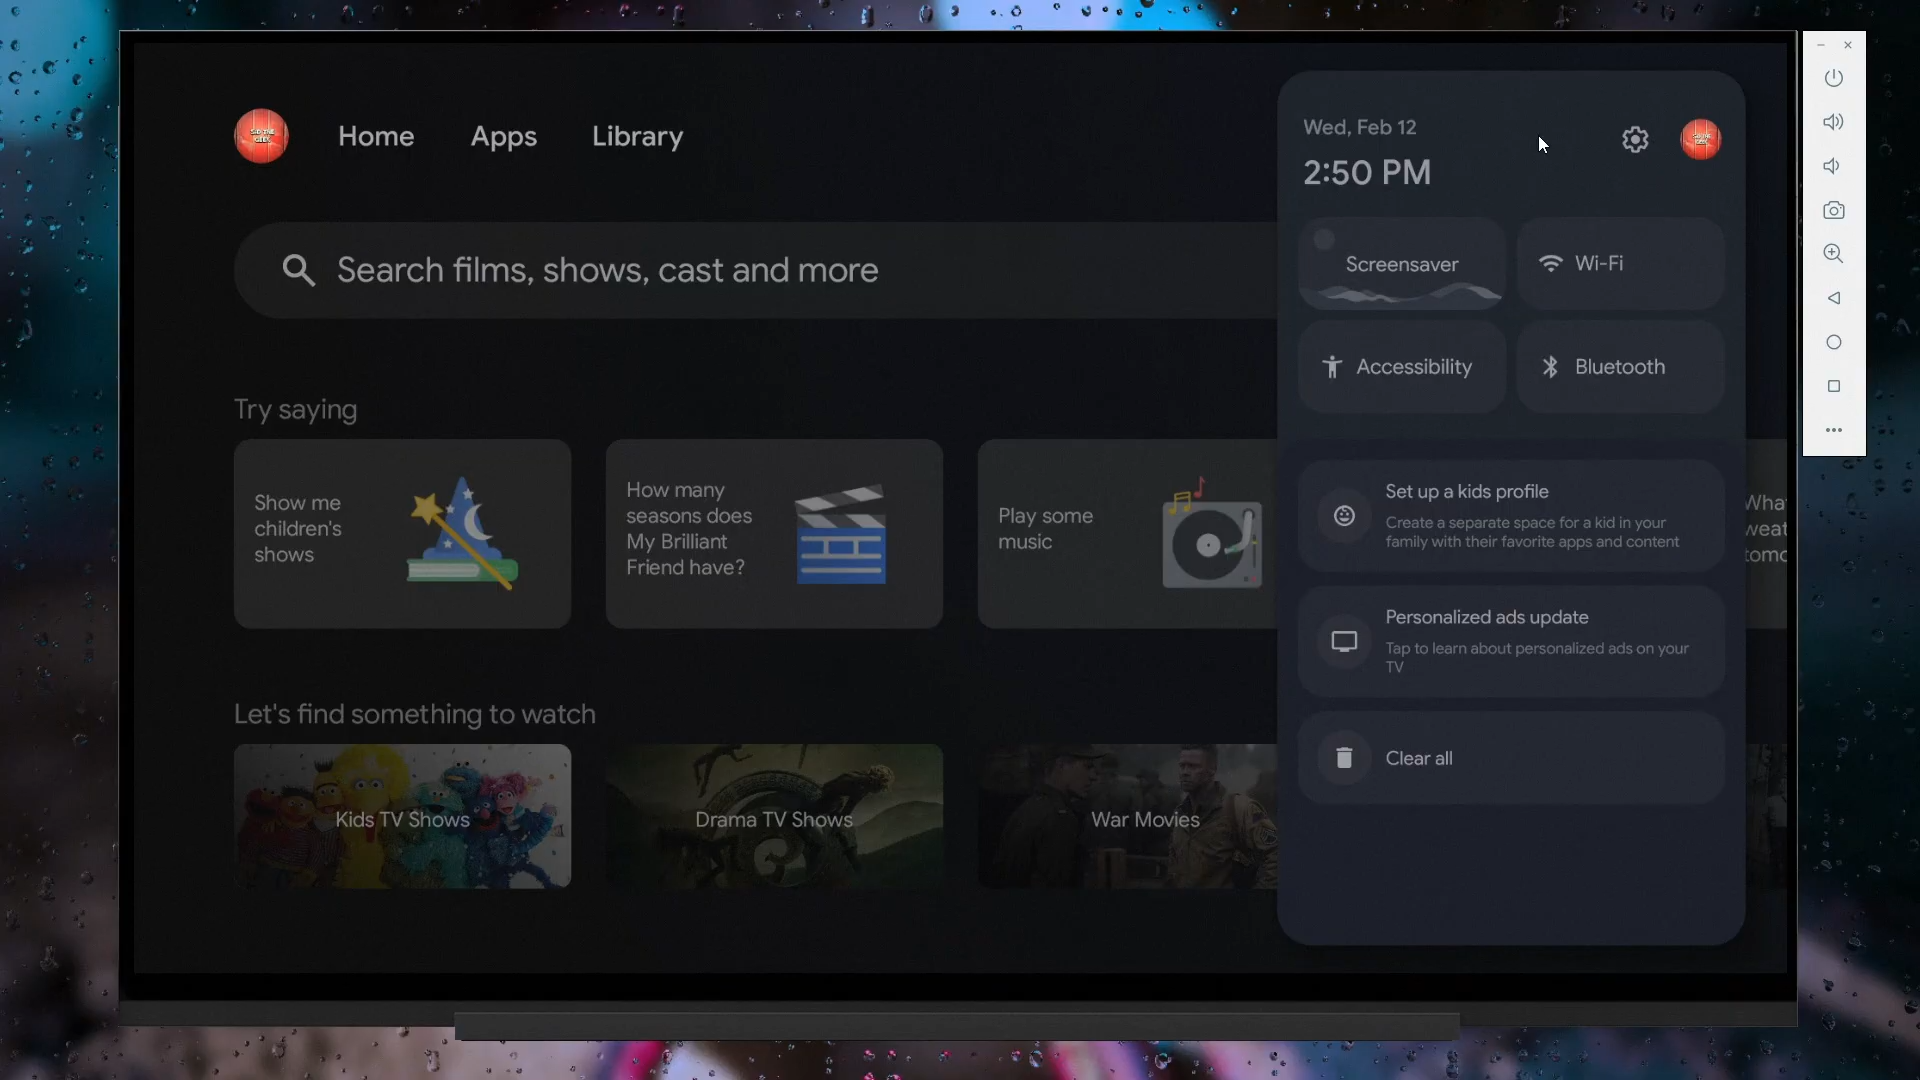 Home
Apps
Library
Search films, shows, cast and more
Try saying
Show me
children's
shows
How many
seasons does
My Brilliant
Friend have?
Play some
music
Let's find something to watch
Kids TV Shows
Drama TV Shows
War Movies
Wed, Feb 12
2:50 PM
Screensaver
Wi-Fi
Accessibility
Bluetooth
Set up a kids profile
Create a separate space for a kid in your
family with their favorite apps and content
Personalized ads update
Tap to learn about personalized ads on your
TV
Clear all